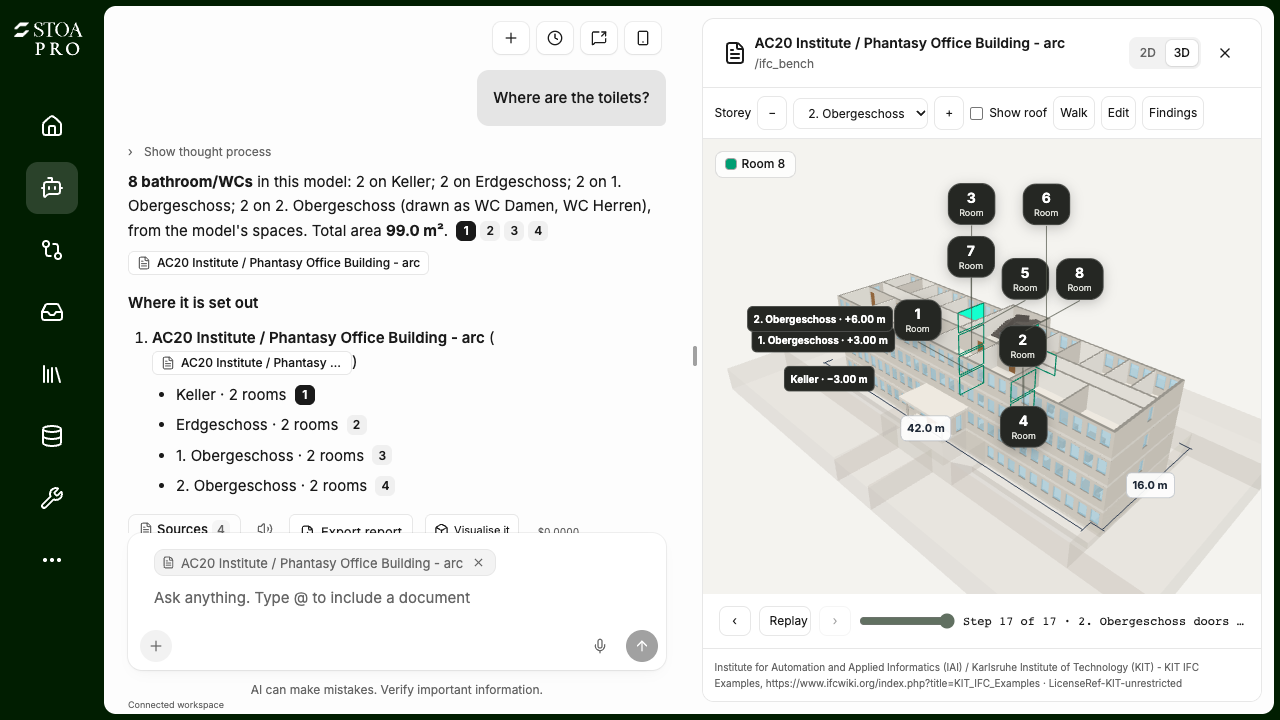 STOA
PRO
Where are the toilets?
Show thought process
8 bathroom/WCs in this model: 2 on Keller; 2 on Erdgeschoss; 2 on 1.
Obergeschoss; 2 on 2. Obergeschoss (drawn as WC Damen, WC Herren),
from the model's spaces. Total area 99.0 m². 1 2 3 4
AC20 Institute / Phantasy Office Building - arc
Where it is set out
1. AC20 Institute / Phantasy Office Building - arc (
AC20 Institute / Phantasy ... )
• Keller · 2 rooms 1
• Erdgeschoss · 2 rooms 2
• 1. Obergeschoss · 2 rooms 3
• 2. Obergeschoss · 2 rooms 4
Sources 4 Export report Visualise it $0.0000
AC20 Institute / Phantasy Office Building - arc ×
Ask anything. Type @ to include a document
AI can make mistakes. Verify important information.
Connected workspace
AC20 Institute / Phantasy Office Building - arc
/ifc_bench
2D 3D
Storey − 2. Obergeschoss + Show roof Walk Edit Findings
Room 8
3
Room
6
Room
7
Room
5
Room
8
Room
1
Room
2. Obergeschoss · +6.00 m
1. Obergeschoss · +3.00 m
2
Room
Keller · −3.00 m
4
Room
42.0 m
16.0 m
‹ Replay › Step 17 of 17 · 2. Obergeschoss doors …
Institute for Automation and Applied Informatics (IAI) / Karlsruhe Institute of Technology (KIT) - KIT IFC
Examples, https://www.ifcwiki.org/index.php?title=KIT_IFC_Examples · LicenseRef-KIT-unrestricted